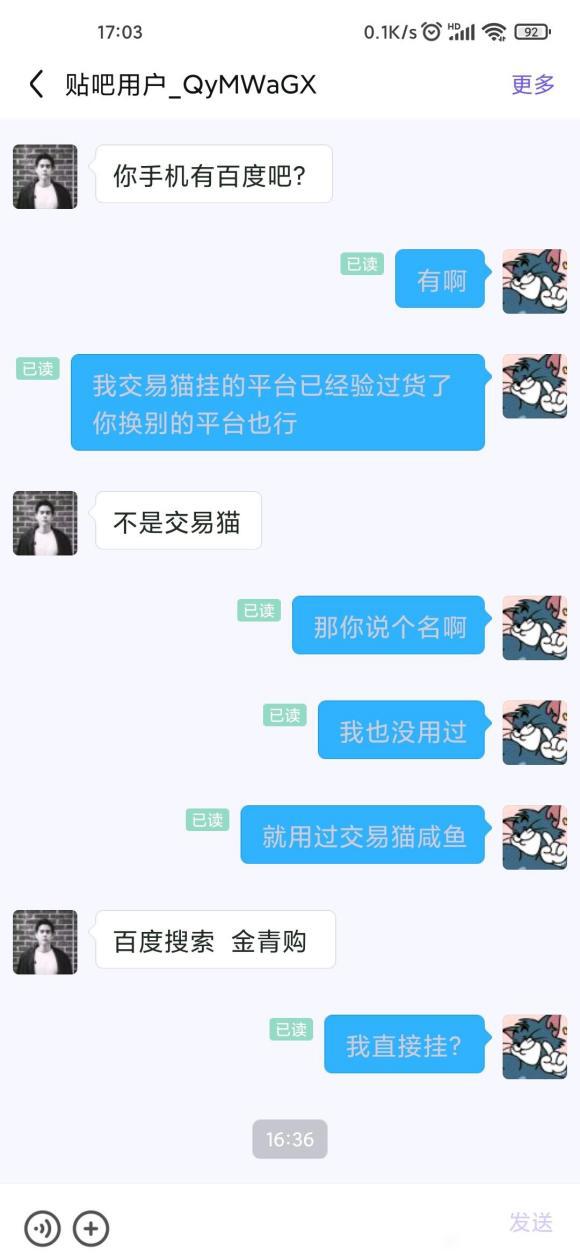 17:03
0.1K/s HD 92
贴吧用户_QyMWaGX
更多
你手机有百度吧?
已读
有啊
已读
我交易猫挂的平台已经验过货了
你换别的平台也行
不是交易猫
已读
那你说个名啊
已读
我也没用过
已读
就用过交易猫咸鱼
百度搜索 金青购
已读
我直接挂?
16:36
发送